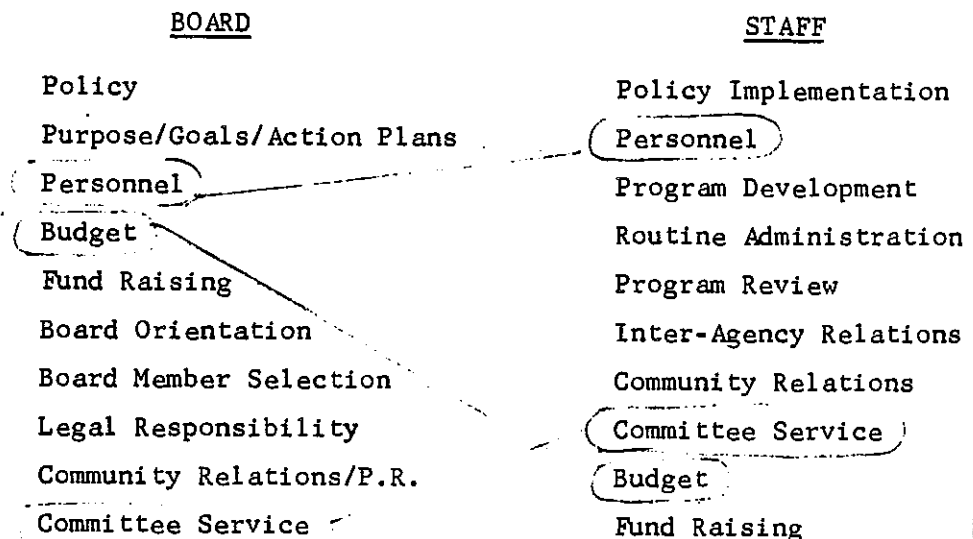 BOARD
Policy
Purpose/Goals/Action Plans
Personnel
Budget
Fund Raising
Board Orientation
Board Member Selection
Legal Responsibility
Community Relations/P.R.
Committee Service
STAFF
Policy Implementation
Personnel
Program Development
Routine Administration
Program Review
Inter-Agency Relations
Community Relations
Committee Service
Budget
Fund Raising